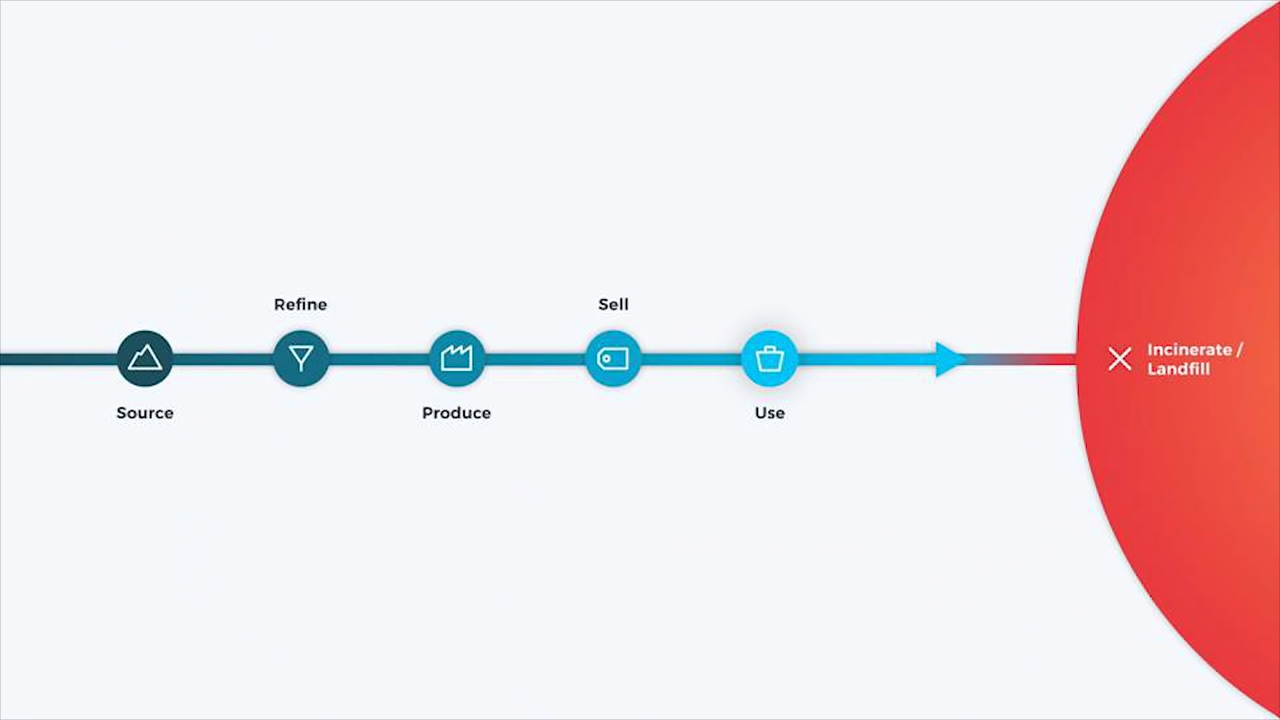 Refine
Sell
Incinerate /
Landfill
Source
Produce
Use